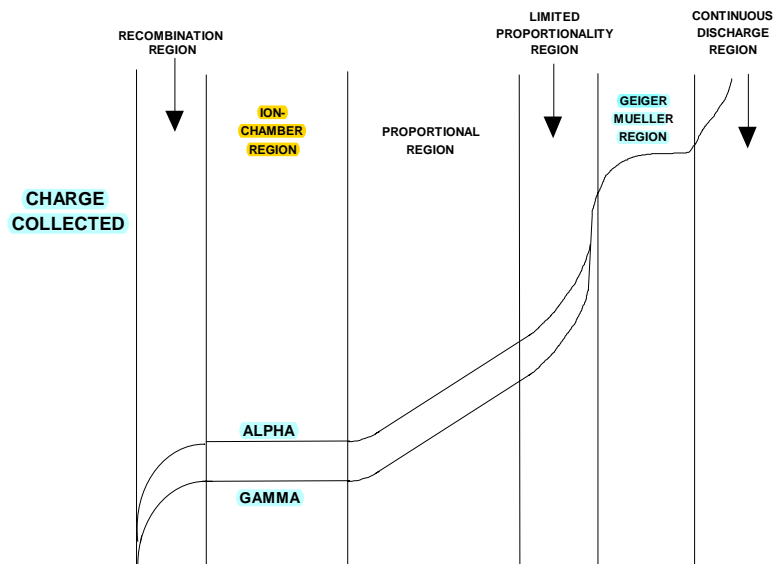 RECOMBINATION
REGION
LIMITED
PROPORTIONALITY
REGION
CONTINUOUS
DISCHARGE
REGION
ION-
CHAMBER
REGION
PROPORTIONAL
REGION
GEIGER
MUELLER
REGION
CHARGE
COLLECTED
ALPHA
GAMMA